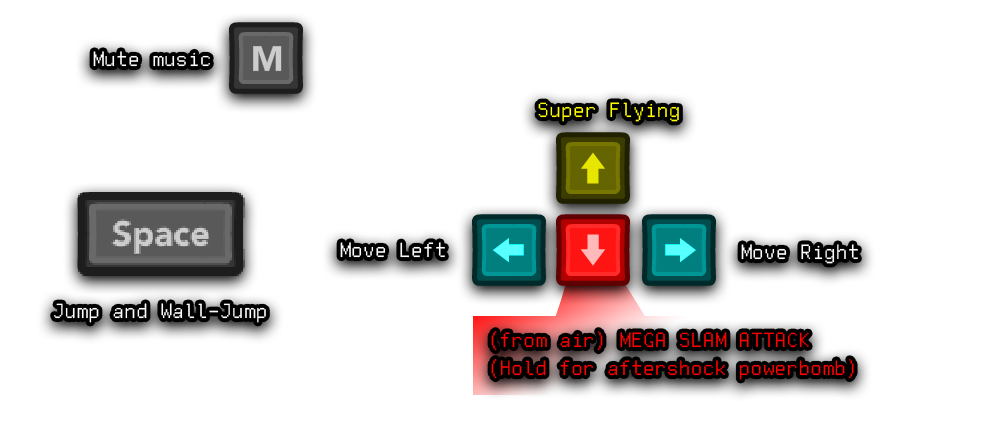 Mute music
M
Super Flying
Space
Move Left
Move Right
Jump and Wall-Jump
(from air) MEGA SLAM ATTACK
(Hold for aftershock powerbomb)